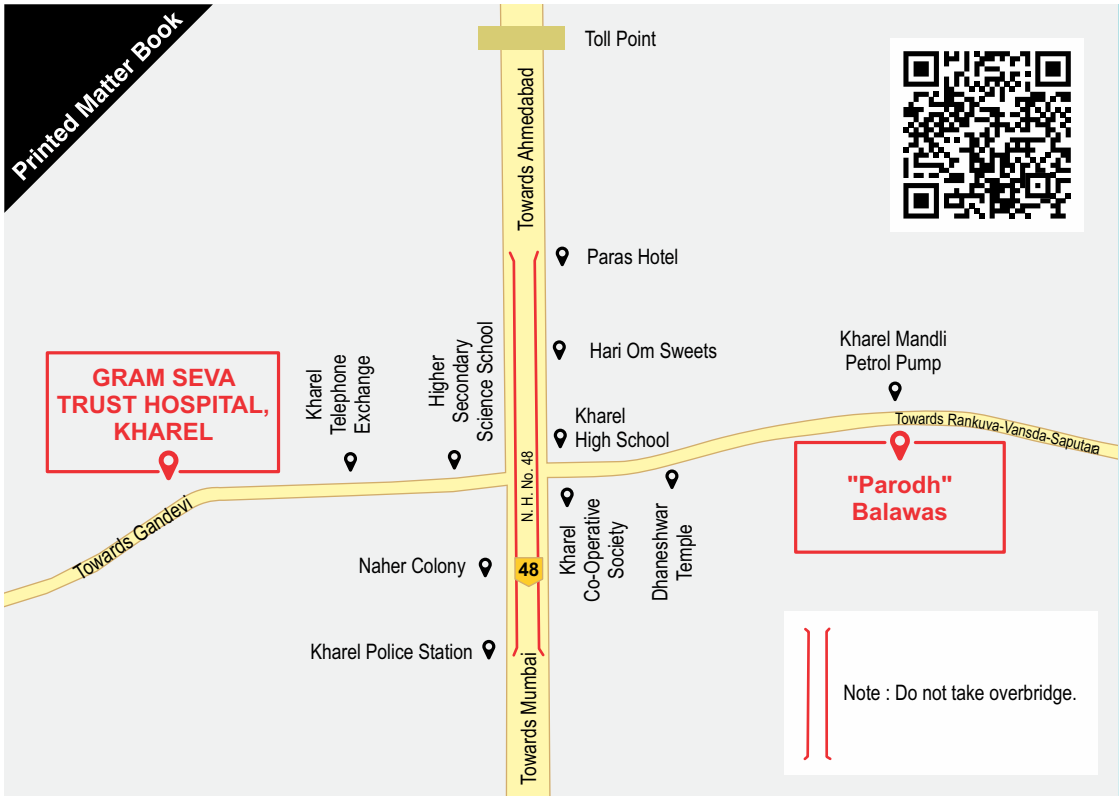 Printed Matter Book
Toll Point
Towards Ahmedabad
Paras Hotel
Hari Om Sweets
Kharel Mandli
Petrol Pump
GRAM SEVA
TRUST HOSPITAL,
KHAREL
Kharel
Telephone
Exchange
Higher
Secondary
Science School
Kharel
High School
Towards Rankuva-Vansda-Saputara
N. H. No. 48
"Parodh"
Balawas
Towards Gandevi
Naher Colony
48
Kharel
Co-Operative
Society
Dhaneshwar
Temple
Kharel Police Station
Towards Mumbai
Note : Do not take overbridge.